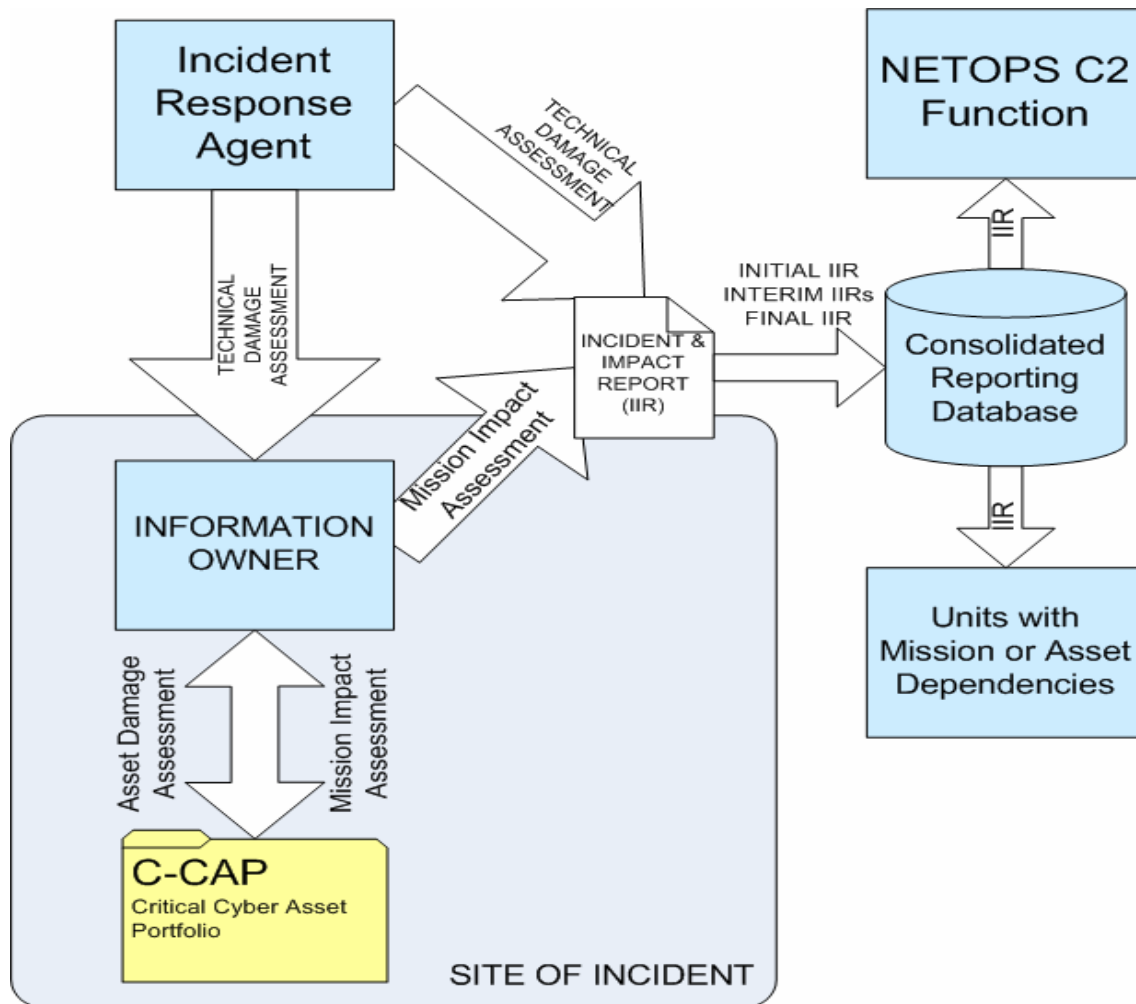 Incident
Response
Agent
NETOPS C2
Function
TECHNICAL
DAMAGE
ASSESSMENT
TECHNICAL
DAMAGE
ASSESSMENT
IIR
INITIAL IIR
INTERIM IIRs
FINAL IIR
INCIDENT &
IMPACT
REPORT
(IIR)
Consolidated
Reporting
Database
Mission Impact
Assessment
INFORMATION
OWNER
IIR
Units with
Mission or Asset
Dependencies
Asset Damage
Assessment
Mission Impact
Assessment
C-CAP
Critical Cyber Asset
Portfolio
SITE OF INCIDENT